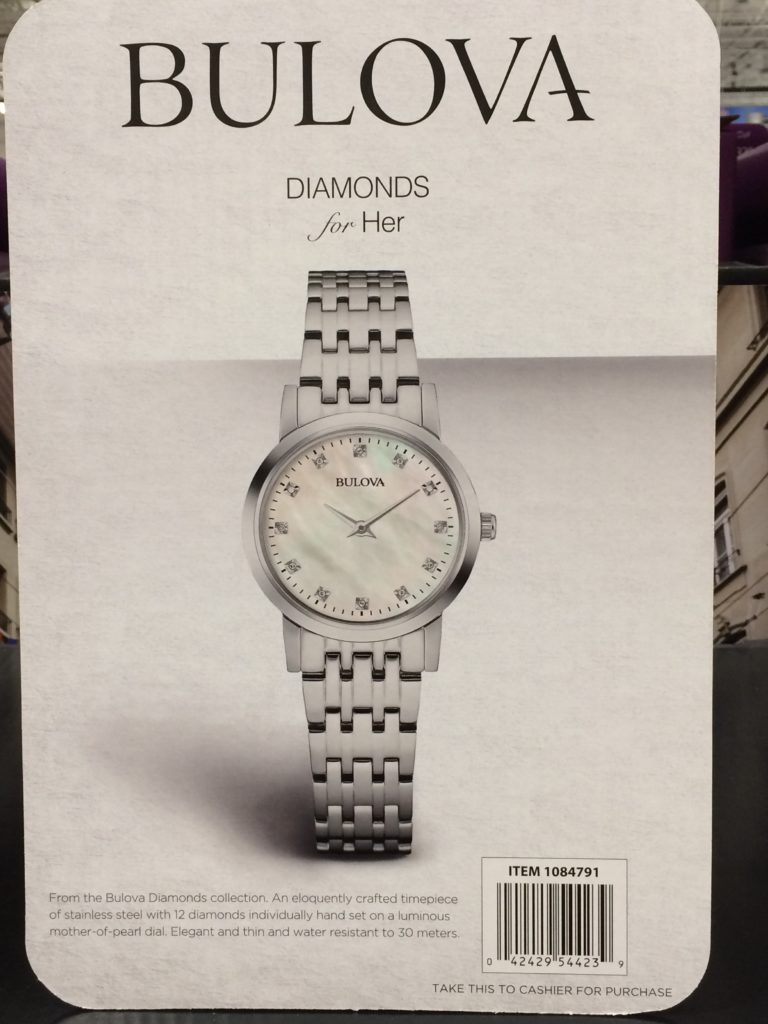 BULOVA
DIAMONDS
for Her
BULOVA
ITEM 1084791
From the Bulova Diamonds collection. An eloquently crafted timepiece
of stainless steel with 12 diamonds individually hand set on a luminous
mother-of-pearl dial. Elegant and thin and water resistant to 30 meters.
0 42429 54423 9
TAKE THIS TO CASHIER FOR PURCHASE